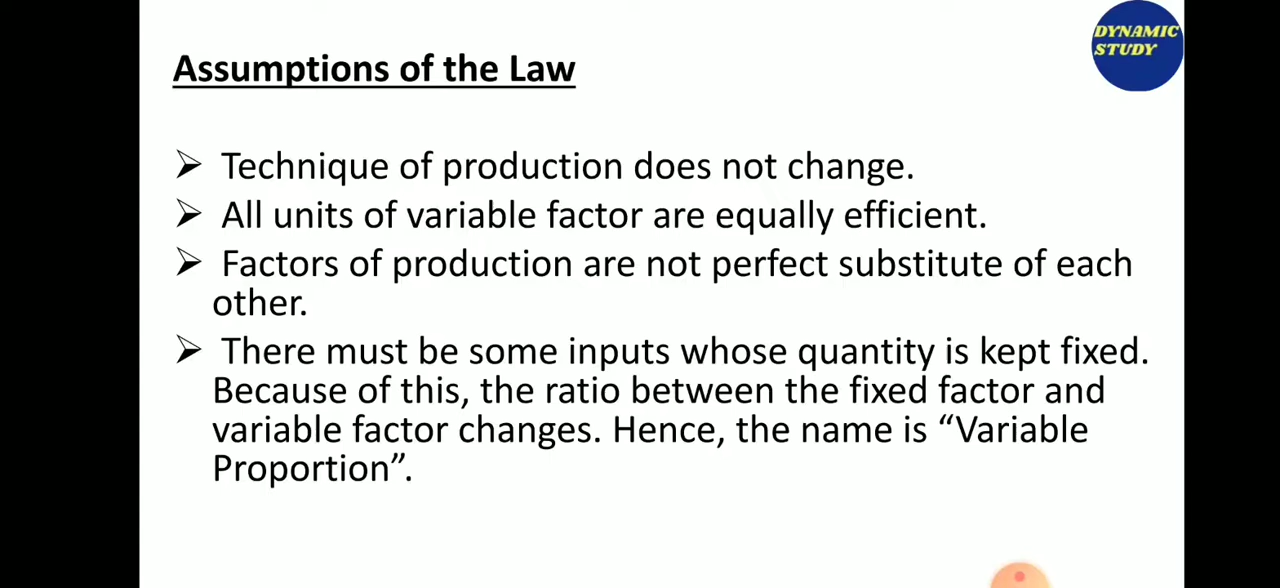 DYNAMIC
STUDY
Assumptions of the Law
➢ Technique of production does not change.
➢ All units of variable factor are equally efficient.
➢ Factors of production are not perfect substitute of each
other.
➢ There must be some inputs whose quantity is kept fixed.
Because of this, the ratio between the fixed factor and
variable factor changes. Hence, the name is “Variable
Proportion”.